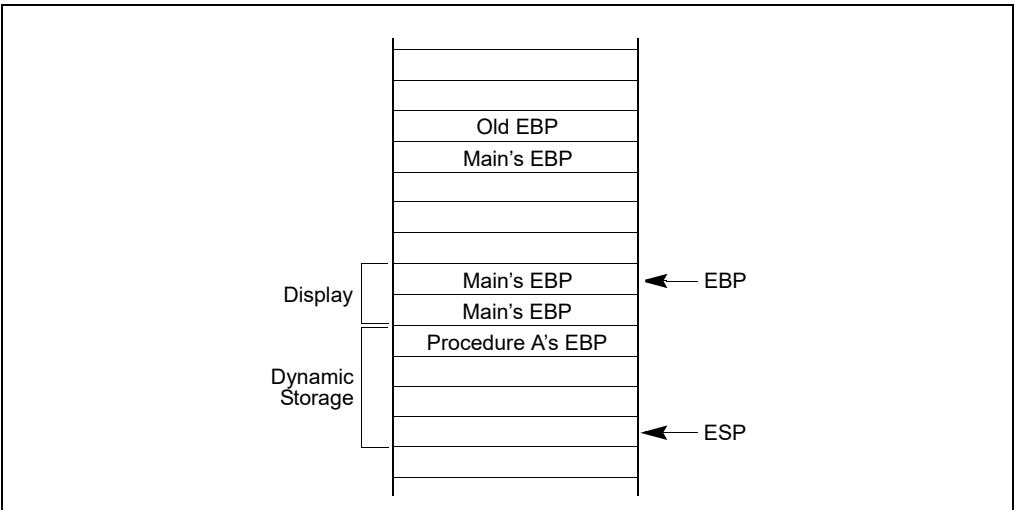 Old EBP
Main's EBP
Main's EBP
EBP
Display
Main's EBP
Procedure A's EBP
Dynamic
Storage
ESP